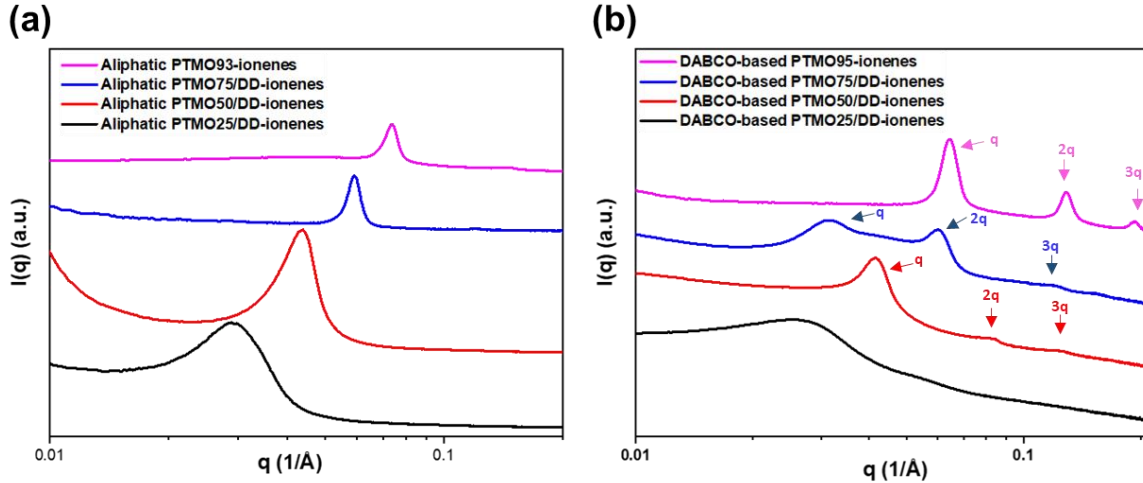 (a)
Aliphatic PTMO93-ionenes
Aliphatic PTMO75/DD-ionenes
Aliphatic PTMO50/DD-ionenes
Aliphatic PTMO25/DD-ionenes
I(q) (a.u.)
0.01
0.1
q (1/Å)
(b)
DABCO-based PTMO95-ionenes
DABCO-based PTMO75/DD-ionenes
DABCO-based PTMO50/DD-ionenes
DABCO-based PTMO25/DD-ionenes
q
2q
3q
q
2q
3q
q
2q
3q
I(q) (a.u.)
0.01
0.1
q (1/Å)